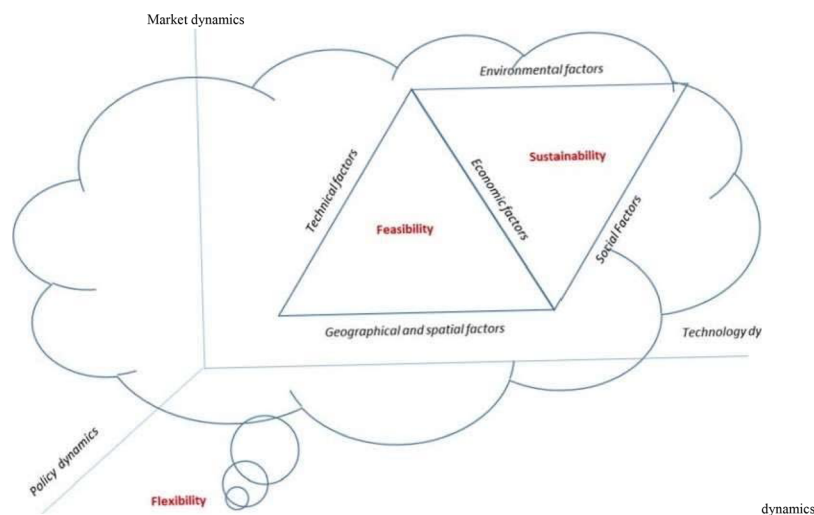 Market dynamics
Environmental factors
Sustainability
Technical factors
Economic factors
Feasibility
Social Factors
Geographical and spatial factors
Technology dy
Policy dynamics
Flexibility
dynamics